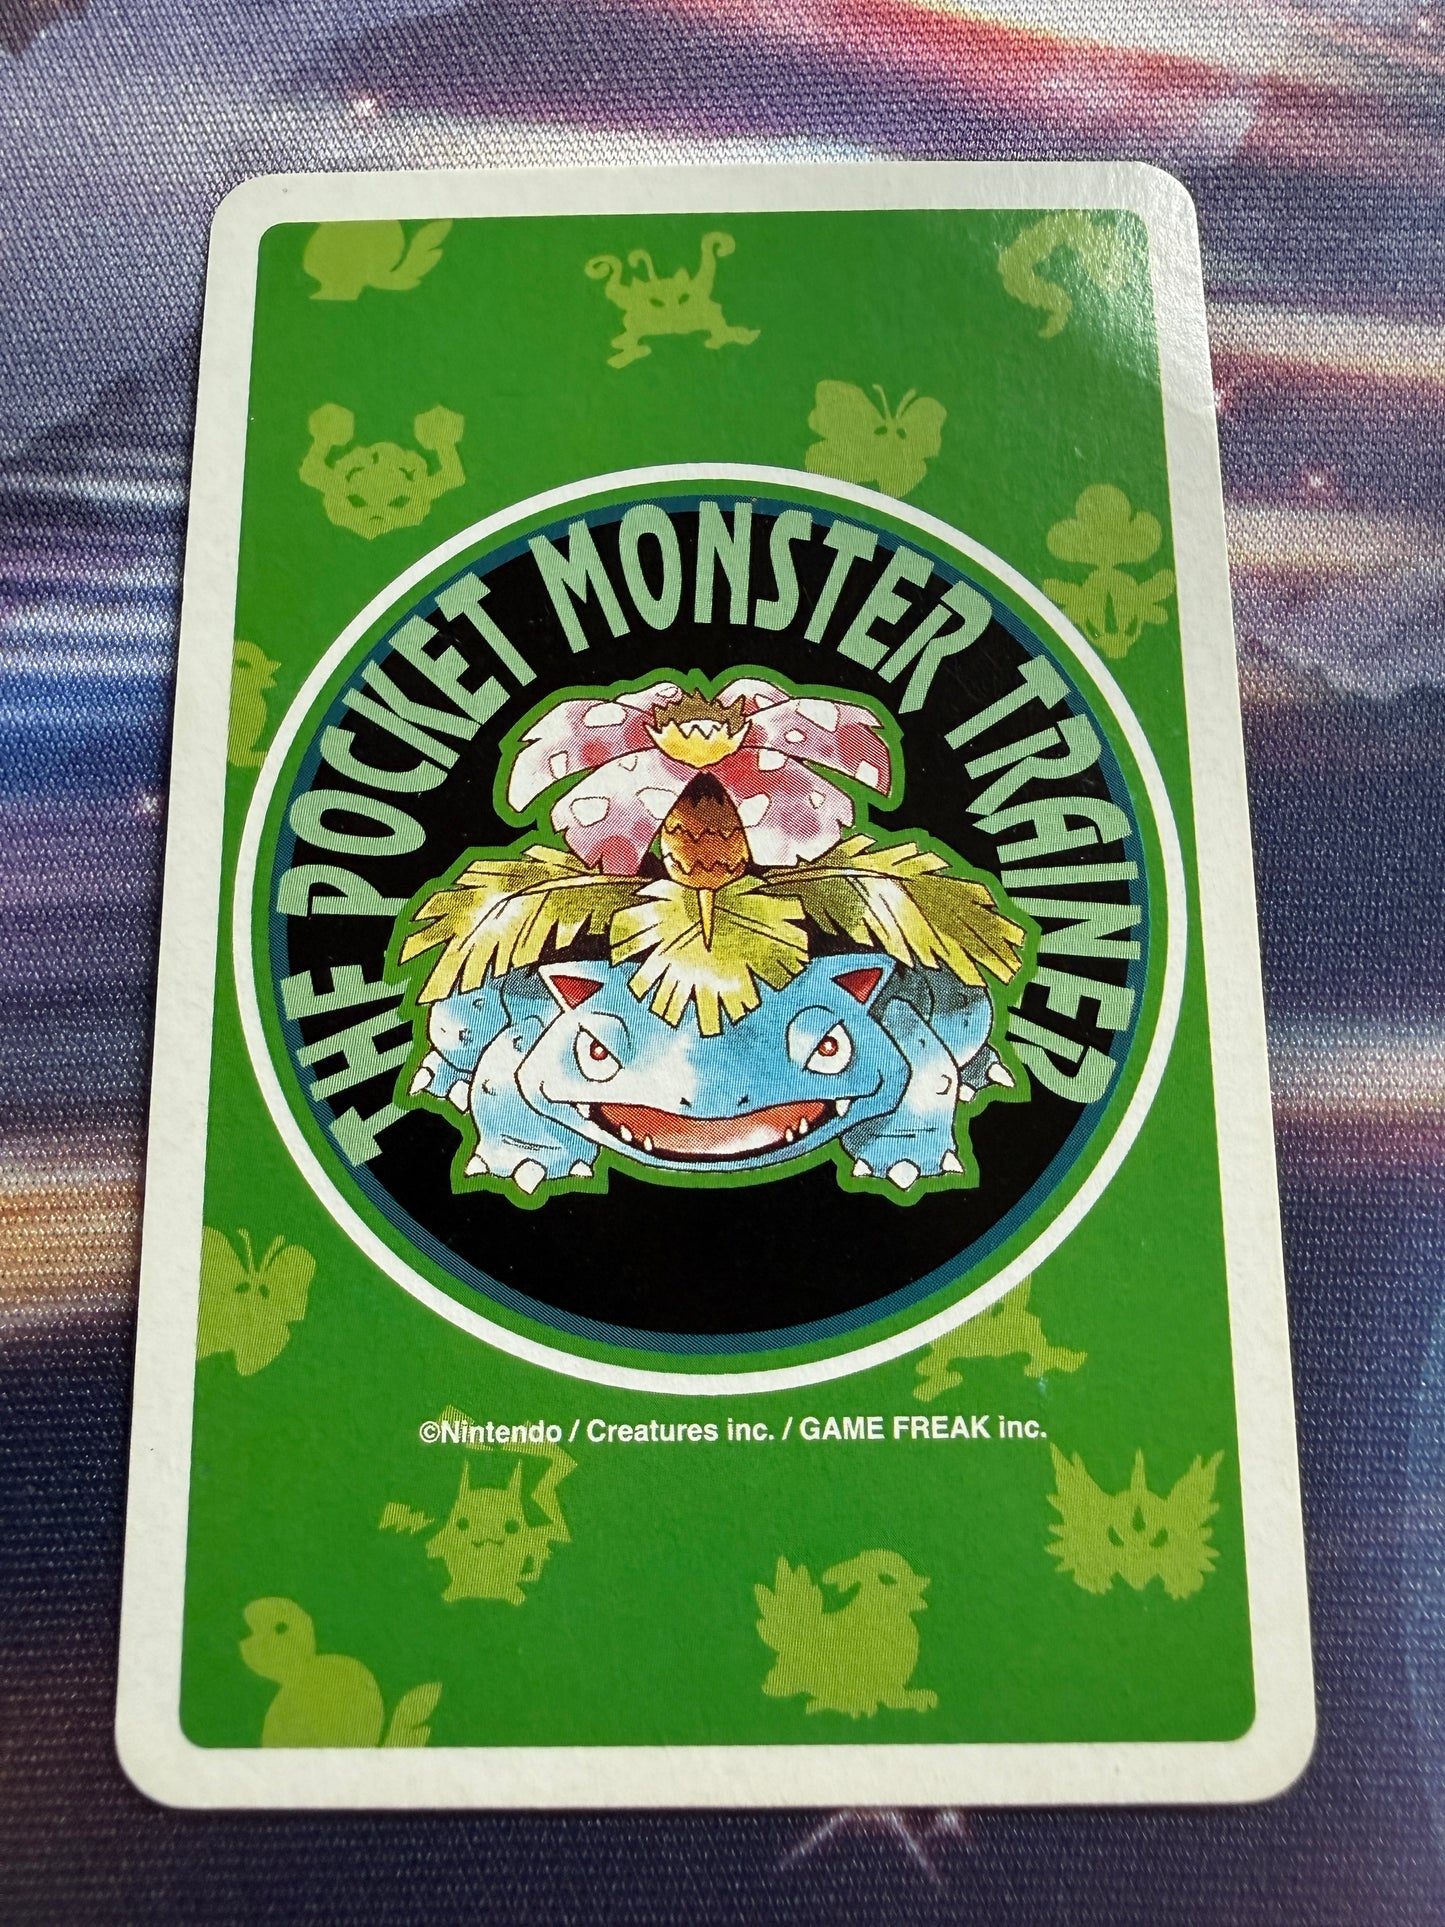 THE POCKET MONSTER TRAINER
©Nintendo / Creatures inc. / GAME FREAK inc.